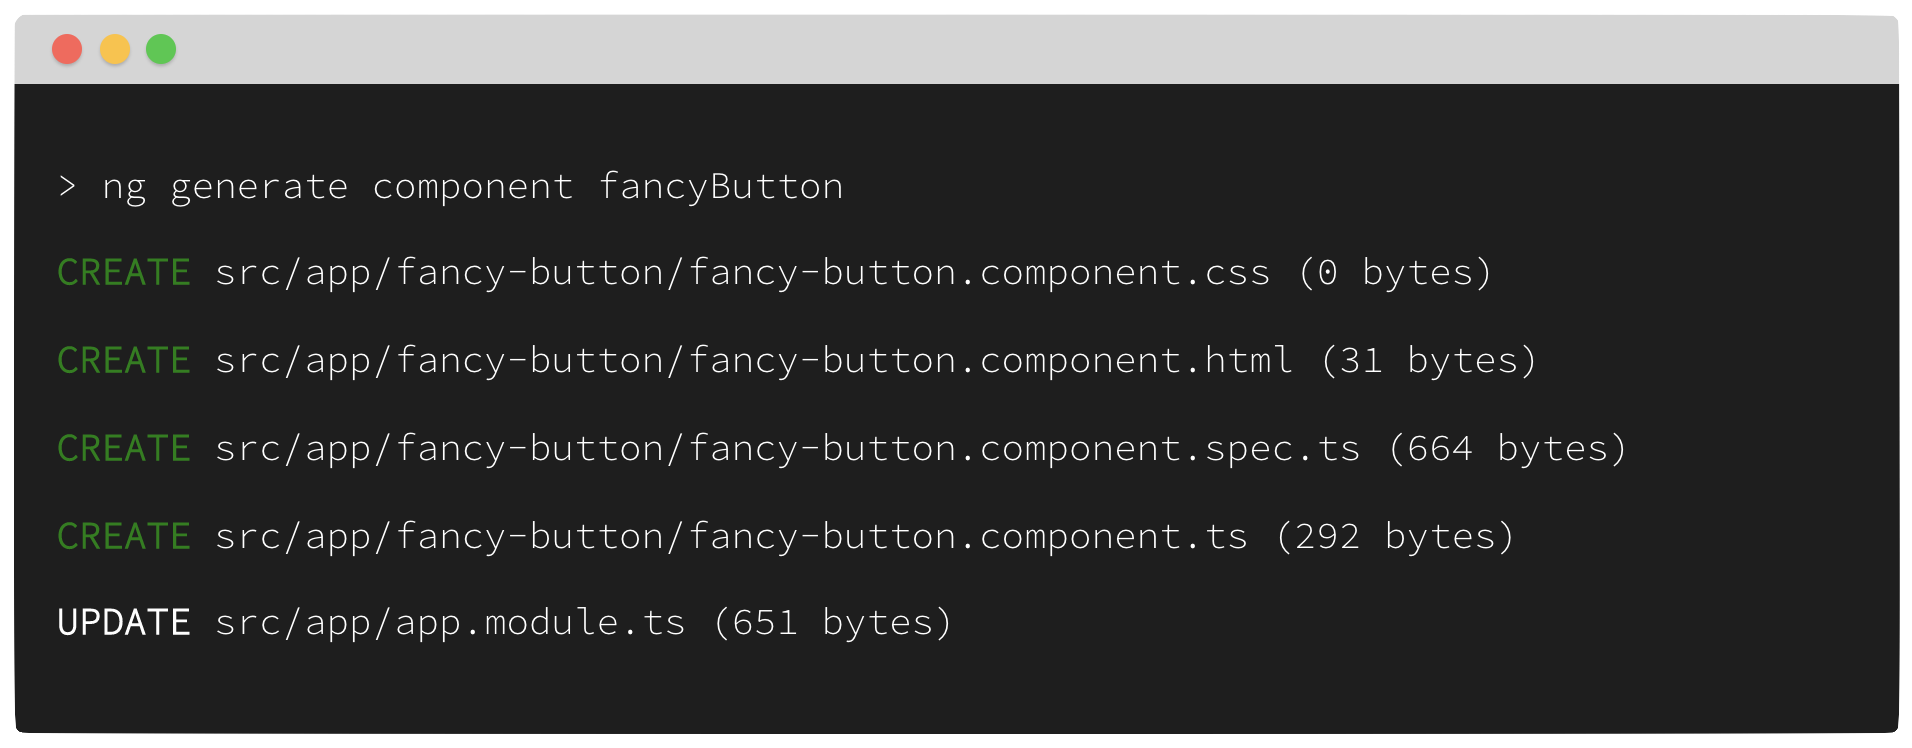 > ng generate component fancyButton
CREATE src/app/fancy-button/fancy-button.component.css (0 bytes)
CREATE src/app/fancy-button/fancy-button.component.html (31 bytes)
CREATE src/app/fancy-button/fancy-button.component.spec.ts (664 bytes)
CREATE src/app/fancy-button/fancy-button.component.ts (292 bytes)
UPDATE src/app/app.module.ts (651 bytes)